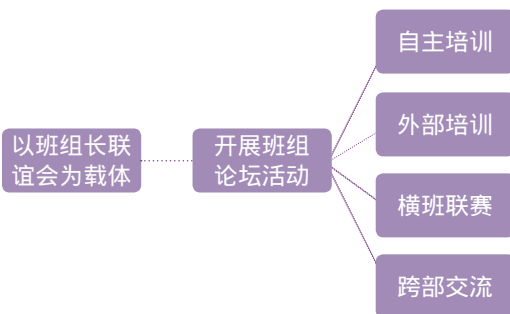 以班组长联
谊会为载体
开展班组
论坛活动
自主培训
外部培训
横班联赛
跨部交流